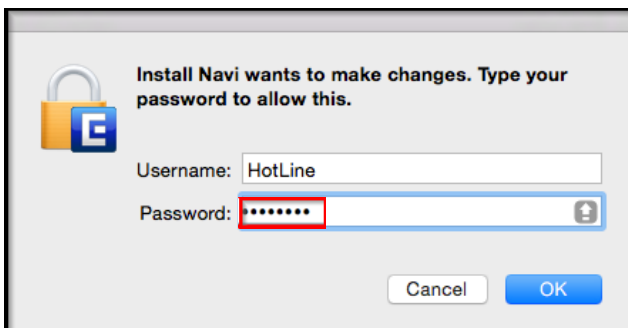 Install Navi wants to make changes. Type your
password to allow this.
Username: HotLine
Password: ••••••••
Cancel OK